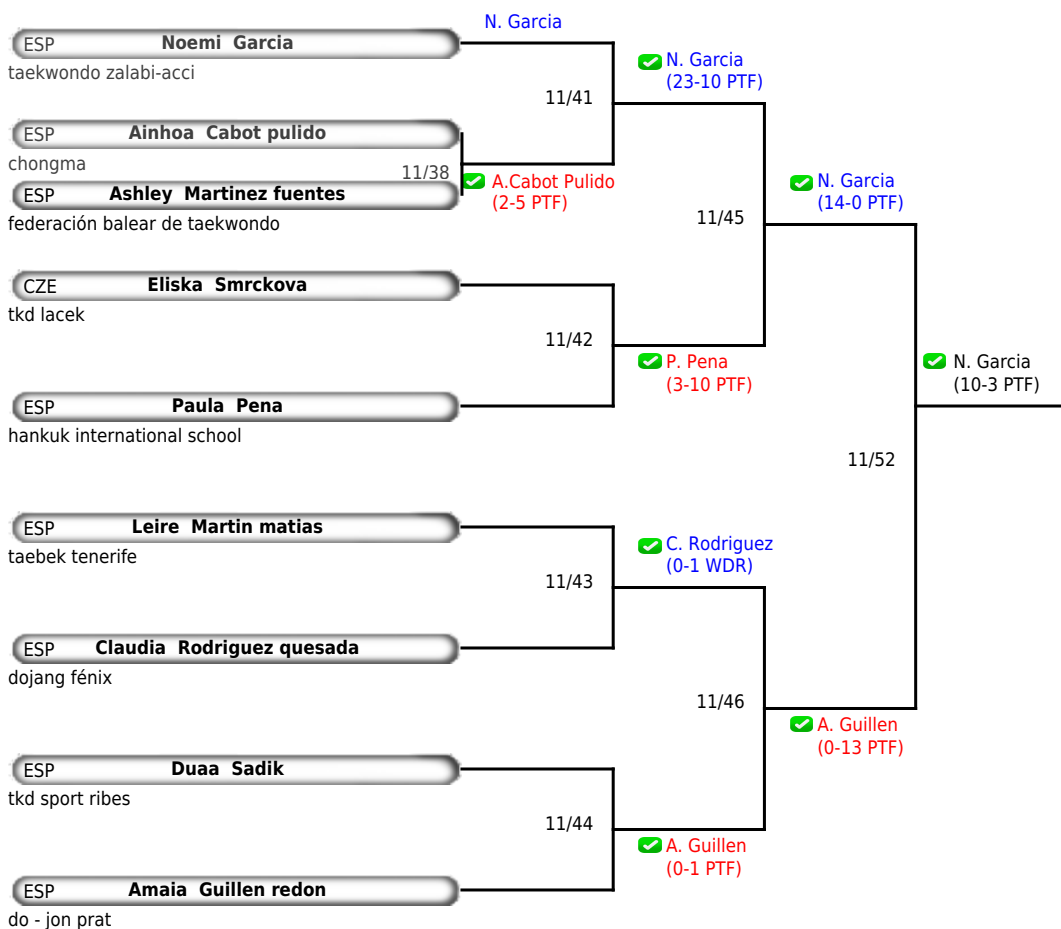 N. Garcia
ESP Noemi Garcia
taekwondo zalabi-acci
N. Garcia
(23-10 PTF)
11/41
ESP Ainhoa Cabot pulido
chongma
11/38
A.Cabot Pulido
(2-5 PTF)
ESP Ashley Martinez fuentes
federación balear de taekwondo
N. Garcia
(14-0 PTF)
11/45
CZE Eliska Smrckova
tkd lacek
11/42
P. Pena
(3-10 PTF)
N. Garcia
(10-3 PTF)
ESP Paula Pena
hankuk international school
11/52
ESP Leire Martin matias
taebek tenerife
C. Rodriguez
(0-1 WDR)
11/43
ESP Claudia Rodriguez quesada
dojang fénix
11/46
A. Guillen
(0-13 PTF)
ESP Duaa Sadik
tkd sport ribes
11/44
A. Guillen
(0-1 PTF)
ESP Amaia Guillen redon
do - jon prat